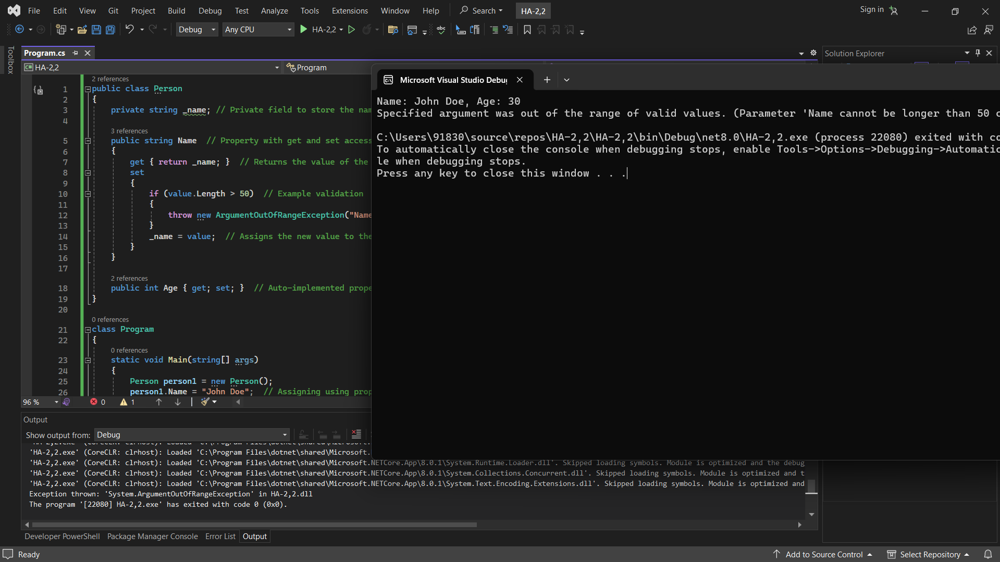 File Edit View Git Project Build Debug Test Analyze Tools Extensions Window Help Search HA-2,2 Sign in
Debug Any CPU HA-2,2
Toolbox
Program.cs
HA-2,2 Program
Solution Explorer
2 references
1 public class Person
2 {
3 private string _name; // Private field to store the nam
4
3 references
5 public string Name // Property with get and set access
6 {
7 get { return _name; } // Returns the value of the
8 set
9 {
10 if (value.Length > 50) // Example validation
11 {
12 throw new ArgumentOutOfRangeException("Name
13 }
14 _name = value; // Assigns the new value to the
15 }
16 }
17
2 references
18 public int Age { get; set; } // Auto-implemented prope
19 }
20
0 references
21 class Program
22 {
0 references
23 static void Main(string[] args)
24 {
25 Person person1 = new Person();
26 person1.Name = "John Doe"; // Assigning using prop
96 % 0 1
Microsoft Visual Studio Debug
Name: John Doe, Age: 30
Specified argument was out of the range of valid values. (Parameter 'Name cannot be longer than 50 c
C:\Users\91830\source\repos\HA-2,2\HA-2,2\bin\Debug\net8.0\HA-2,2.exe (process 22080) exited with co
To automatically close the console when debugging stops, enable Tools->Options->Debugging->Automatic
le when debugging stops.
Press any key to close this window . . .
Output
Show output from: Debug
'HA-2,2.exe' (CoreCLR: clrhost): Loaded 'C:\Program Files\dotnet\shared\Microsoft.
'HA-2,2.exe' (CoreCLR: clrhost): Loaded 'C:\Program Files\dotnet\shared\Microsoft.
'HA-2,2.exe' (CoreCLR: clrhost): Loaded 'C:\Program Files\dotnet\shared\Microsoft.NETCore.App\8.0.1\System.Runtime.Loader.dll'. Skipped loading symbols. Module is optimized and the debug
'HA-2,2.exe' (CoreCLR: clrhost): Loaded 'C:\Program Files\dotnet\shared\Microsoft.NETCore.App\8.0.1\System.Collections.Concurrent.dll'. Skipped loading symbols. Module is optimized and t
'HA-2,2.exe' (CoreCLR: clrhost): Loaded 'C:\Program Files\dotnet\shared\Microsoft.NETCore.App\8.0.1\System.Text.Encoding.Extensions.dll'. Skipped loading symbols. Module is optimized and
Exception thrown: 'System.ArgumentOutOfRangeException' in HA-2,2.dll
The program '[22080] HA-2,2.exe' has exited with code 0 (0x0).
Developer PowerShell Package Manager Console Error List Output
Ready Add to Source Control Select Repository